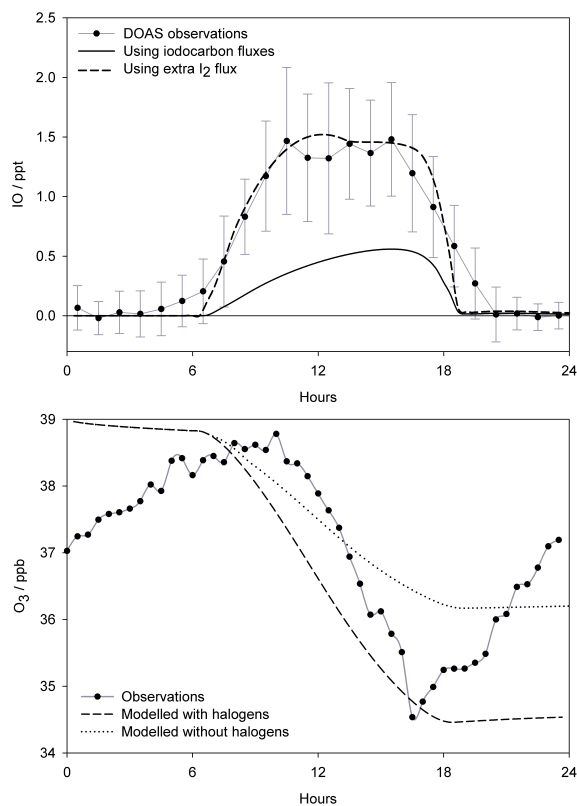 2.5
2.0
1.5
1.0
0.5
0.0
IO / ppt
DOAS observations
Using iodocarbon fluxes
Using extra I2 flux
0 6 12 18 24
Hours
39
38
37
36
35
34
O3 / ppb
Observations
Modelled with halogens
Modelled without halogens
0 6 12 18 24
Hours